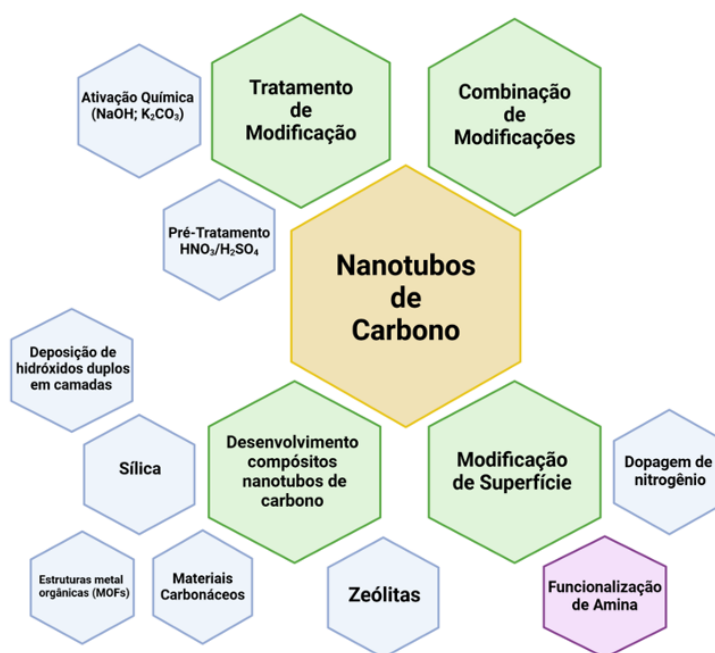 Ativação Química
(NaOH; K₂CO₃)
Tratamento
de
Modificação
Combinação
de
Modificações
Pré-Tratamento
HNO₃/H₂SO₄
Nanotubos
de
Carbono
Deposição de
hidróxidos duplos
em camadas
Sílica
Desenvolvimento
compósitos
nanotubos de
carbono
Modificação
de Superfície
Dopagem de
nitrogênio
Estruturas metal
orgânicas (MOFs)
Materiais
Carbonáceos
Zeólitas
Funcionalização
de Amina